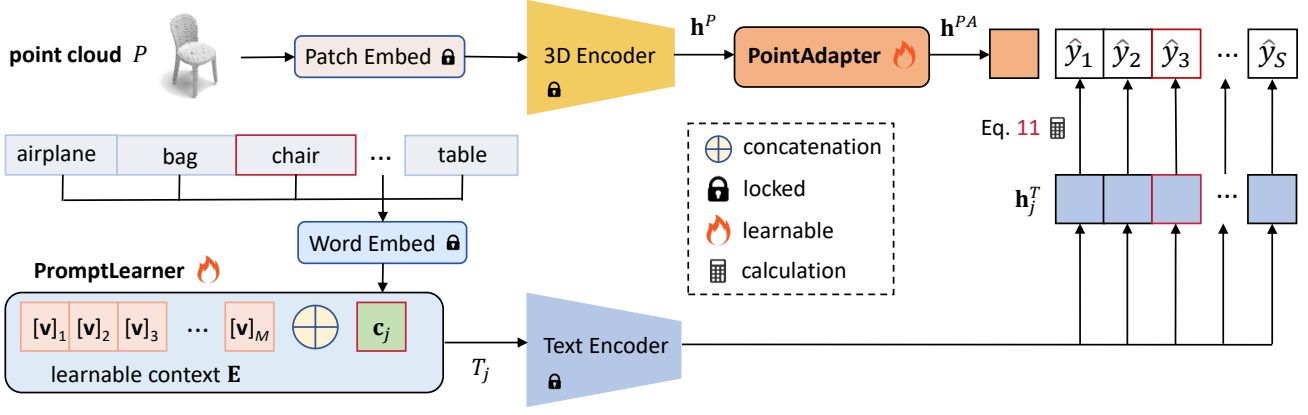 point cloud P
Patch Embed
3D Encoder
h^P
PointAdapter
h^{PA}
ŷ_1 ŷ_2 ŷ_3 ... ŷ_S
Eq. 11
airplane bag chair ... table
concatenation
locked
learnable
calculation
h_j^T
...
Word Embed
PromptLearner
[v]_1 [v]_2 [v]_3 ... [v]_M c_j
learnable context E
T_j
Text Encoder